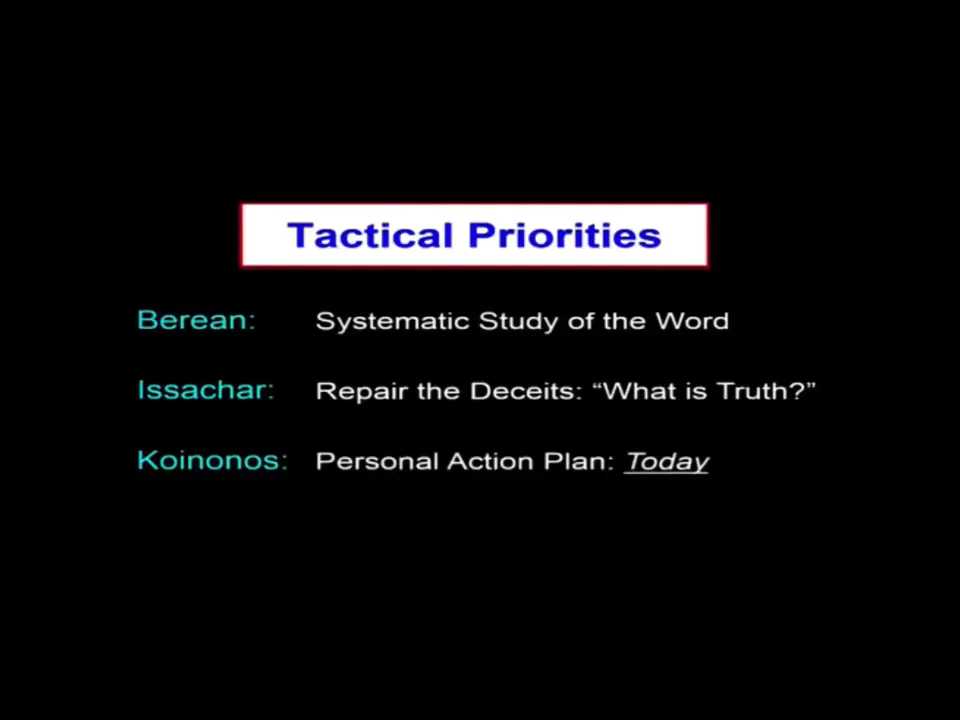 Tactical Priorities
Berean: Systematic Study of the Word
Issachar: Repair the Deceits: “What is Truth?”
Koinonos: Personal Action Plan: Today